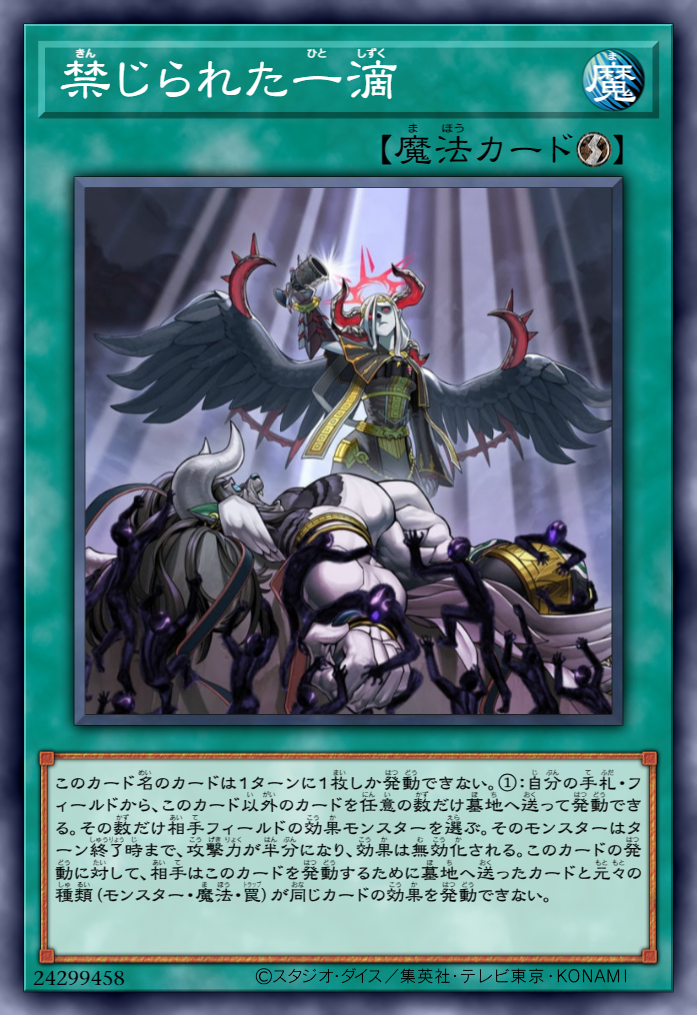 禁じられた一滴
魔
【魔法カード】
このカード名のカードは1ターンに1枚しか発動できない。①:自分の手札・フ
ィールドから、このカード以外のカードを任意の数だけ墓地へ送って発動でき
る。その数だけ相手フィールドの効果モンスターを選ぶ。そのモンスターはタ
ーン終了時まで、攻撃力が半分になり、効果は無効化される。このカードの発
動に対して、相手はこのカードを発動するために墓地へ送ったカードと元々の
種類(モンスター・魔法・罠)が同じカードの効果を発動できない。
24299458 ©スタジオ・ダイス/集英社・テレビ東京・KONAMI